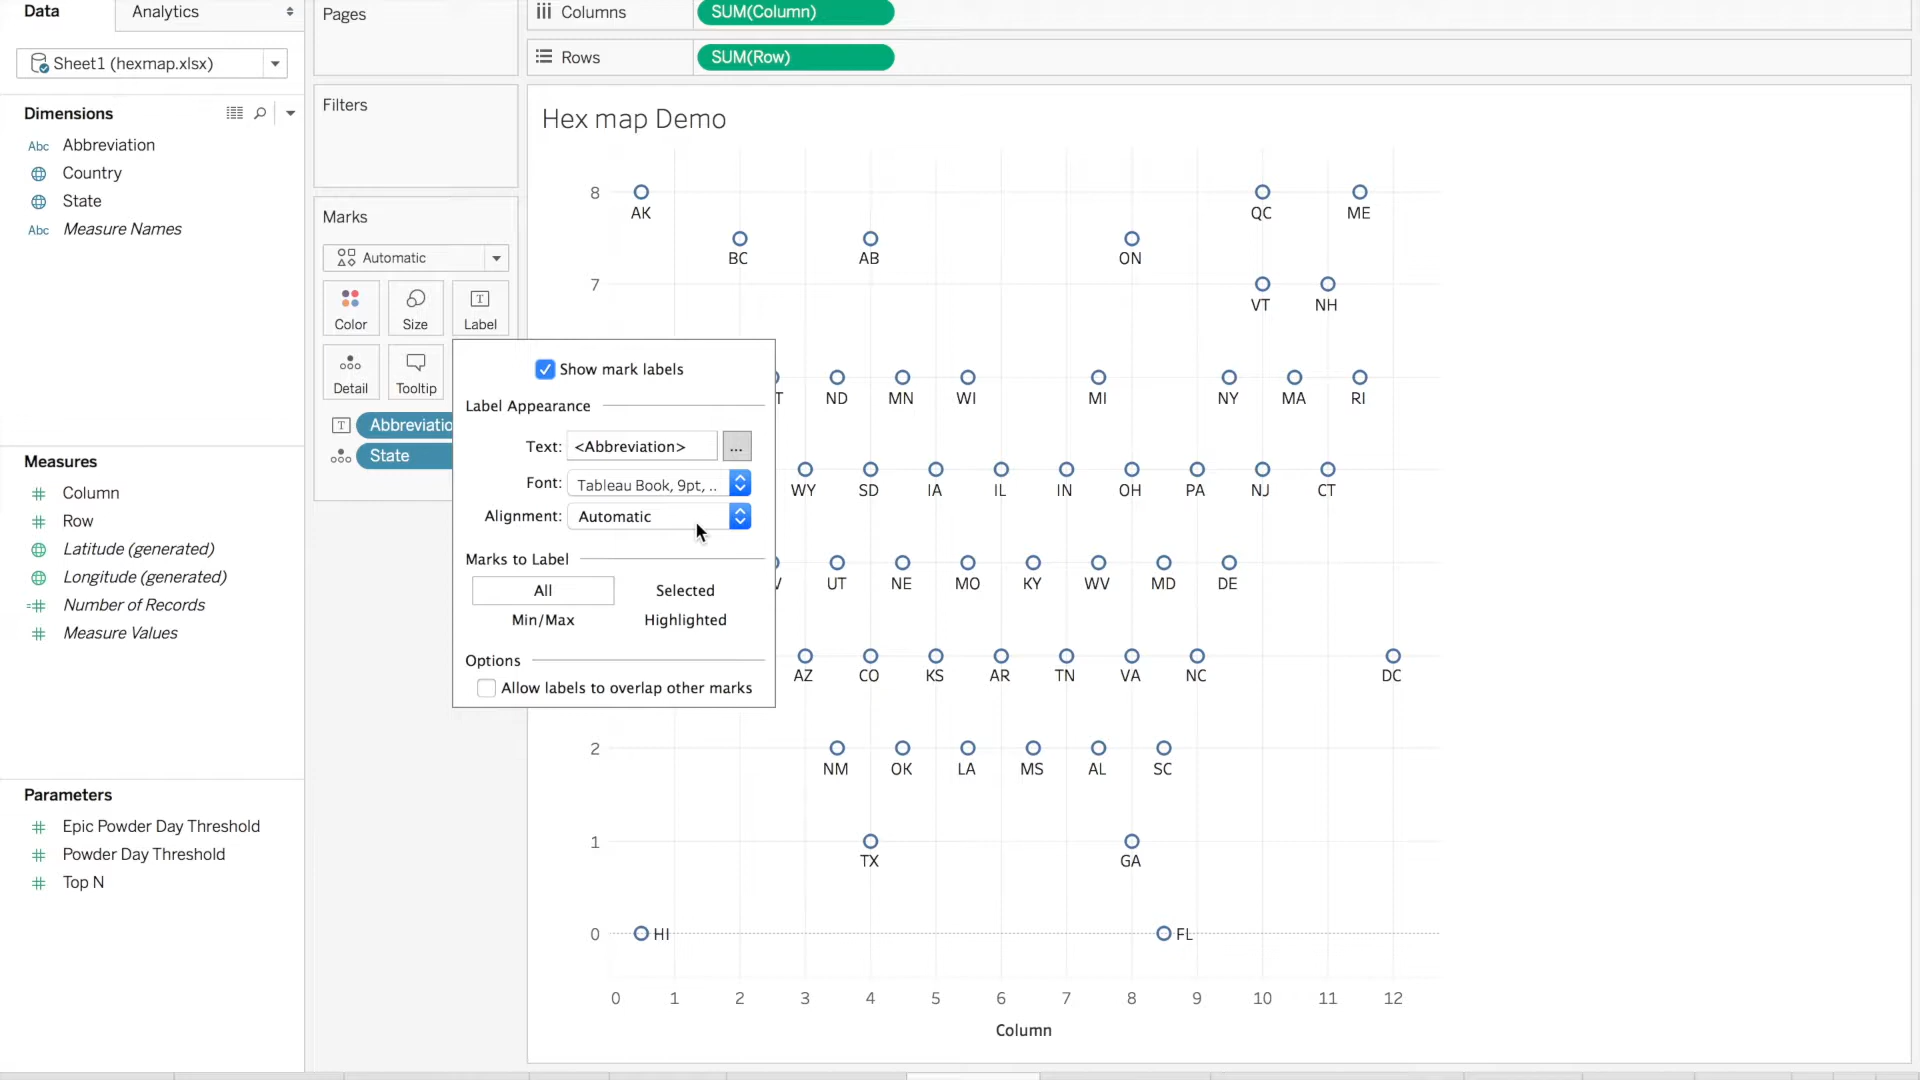 Data
Analytics
Sheet1 (hexmap.xlsx)
Dimensions
Abc Abbreviation
Country
State
Abc Measure Names
Measures
Column
Row
Latitude (generated)
Longitude (generated)
Number of Records
Measure Values
Parameters
Epic Powder Day Threshold
Powder Day Threshold
Top N
Pages
Filters
Marks
Automatic
Color Size Label
Detail Tooltip
State
Show mark labels
Label Appearance
Text: <Abbreviation> ...
Font: Tableau Book, 9pt, ..
Alignment: Automatic
Marks to Label
All Selected
Min/Max Highlighted
Options
Allow labels to overlap other marks
Columns SUM(Column)
Rows SUM(Row)
Hex map Demo
8
AK QC ME
BC AB ON
7
VT NH
ND MN WI MI NY MA RI
WY SD IA IL IN OH PA NJ CT
UT NE MO KY WV MD DE
AZ CO KS AR TN VA NC DC
2
NM OK LA MS AL SC
1
TX GA
0 HI FL
0 1 2 3 4 5 6 7 8 9 10 11 12
Column